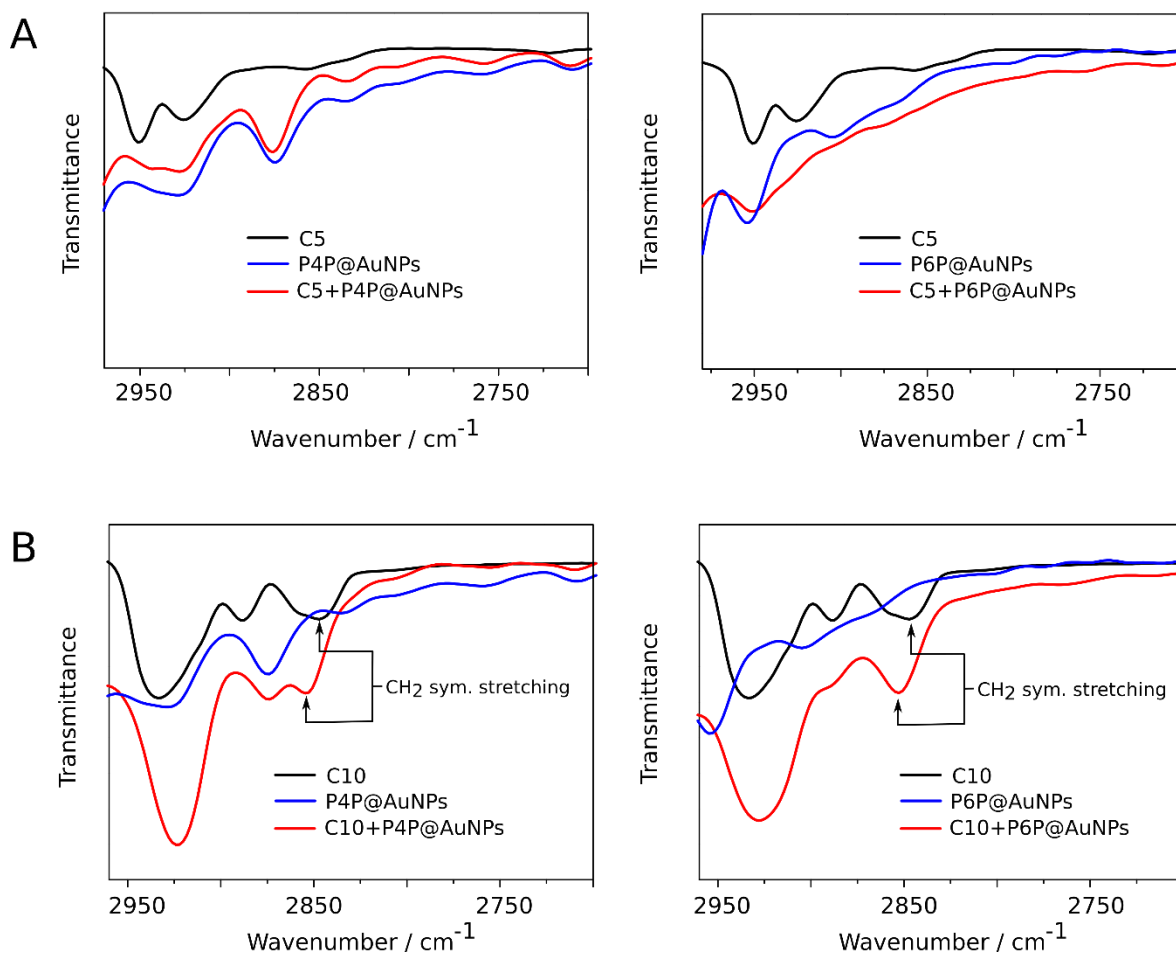 A
Transmittance
C5
P4P@AuNPs
C5+P4P@AuNPs
2950 2850 2750
Wavenumber / cm-1
Transmittance
C5
P6P@AuNPs
C5+P6P@AuNPs
2950 2850 2750
Wavenumber / cm-1
B
Transmittance
CH2 sym. stretching
C10
P4P@AuNPs
C10+P4P@AuNPs
2950 2850 2750
Wavenumber / cm-1
Transmittance
CH2 sym. stretching
C10
P6P@AuNPs
C10+P6P@AuNPs
2950 2850 2750
Wavenumber / cm-1